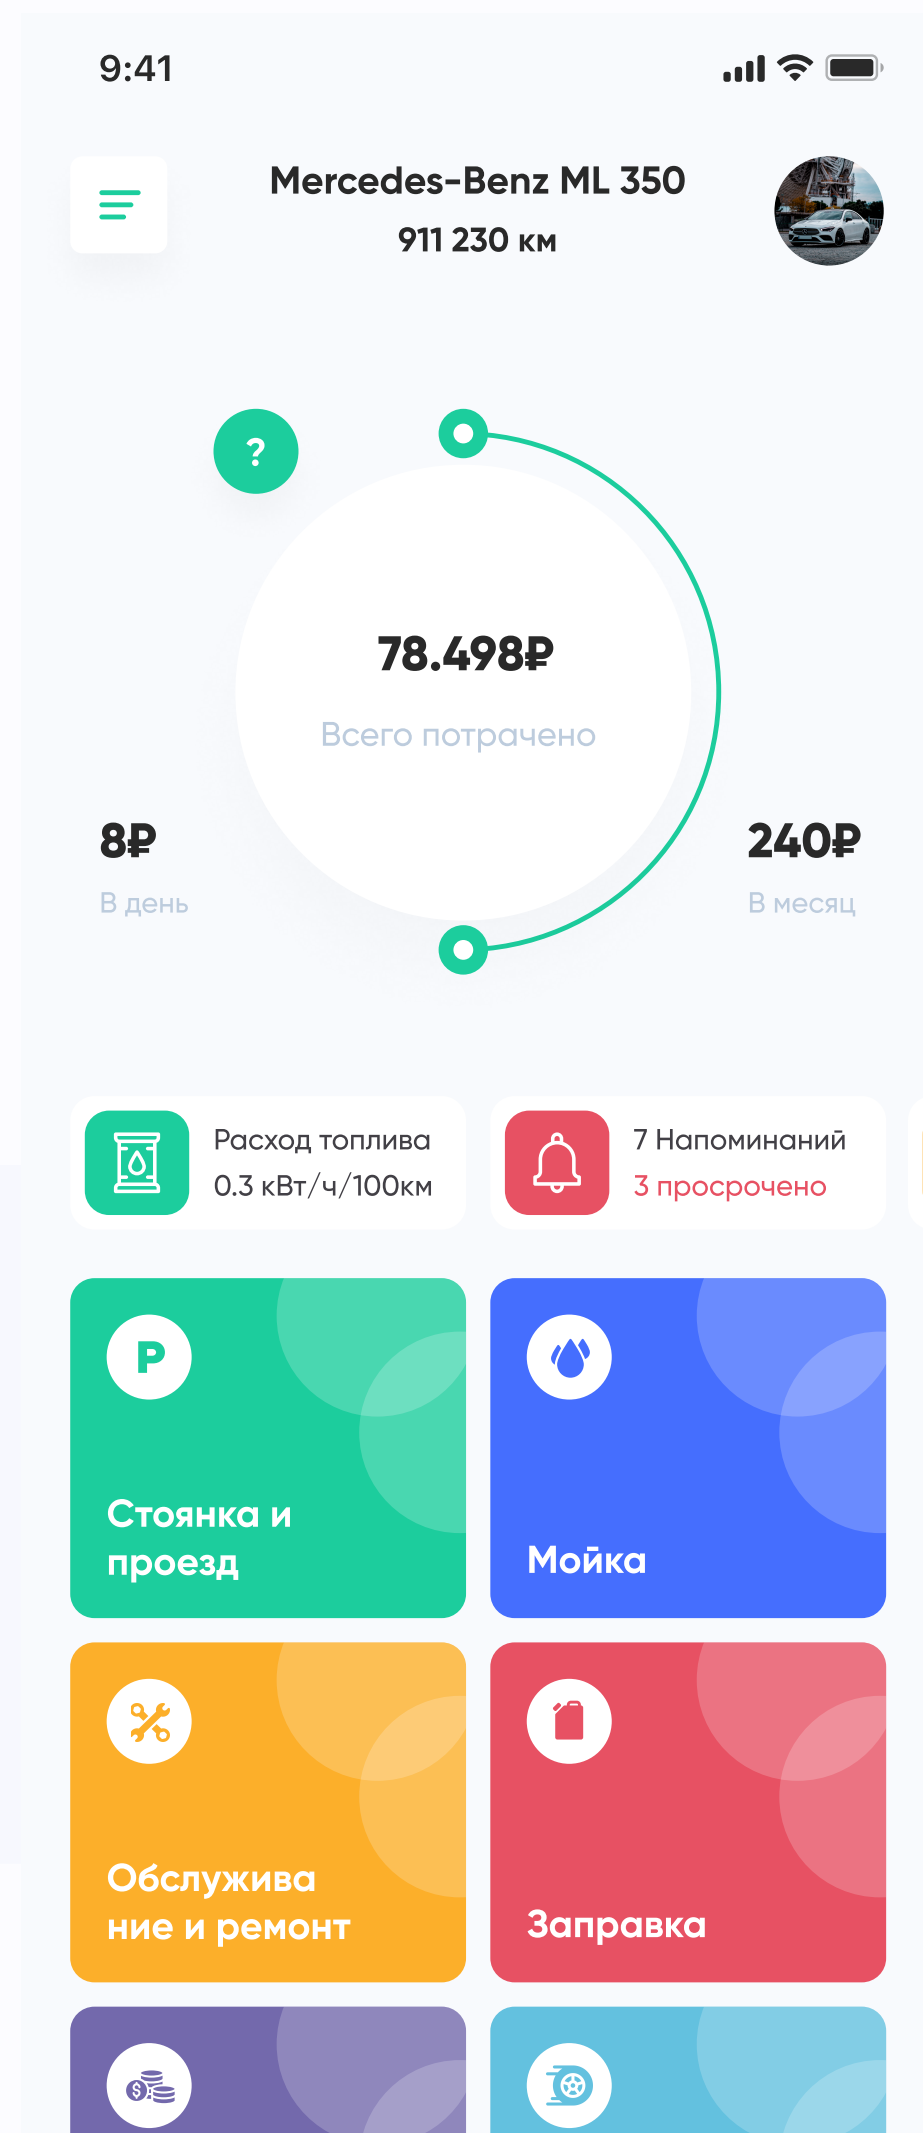 9:41
Mercedes-Benz ML 350
911 230 км
?
78.498₽
Всего потрачено
8₽
В день
240₽
В месяц
Расход топлива
0.3 кВт/ч/100км
7 Напоминаний
3 просрочено
P
Стоянка и
проезд
Мойка
Обслужива
ние и ремонт
Заправка
$